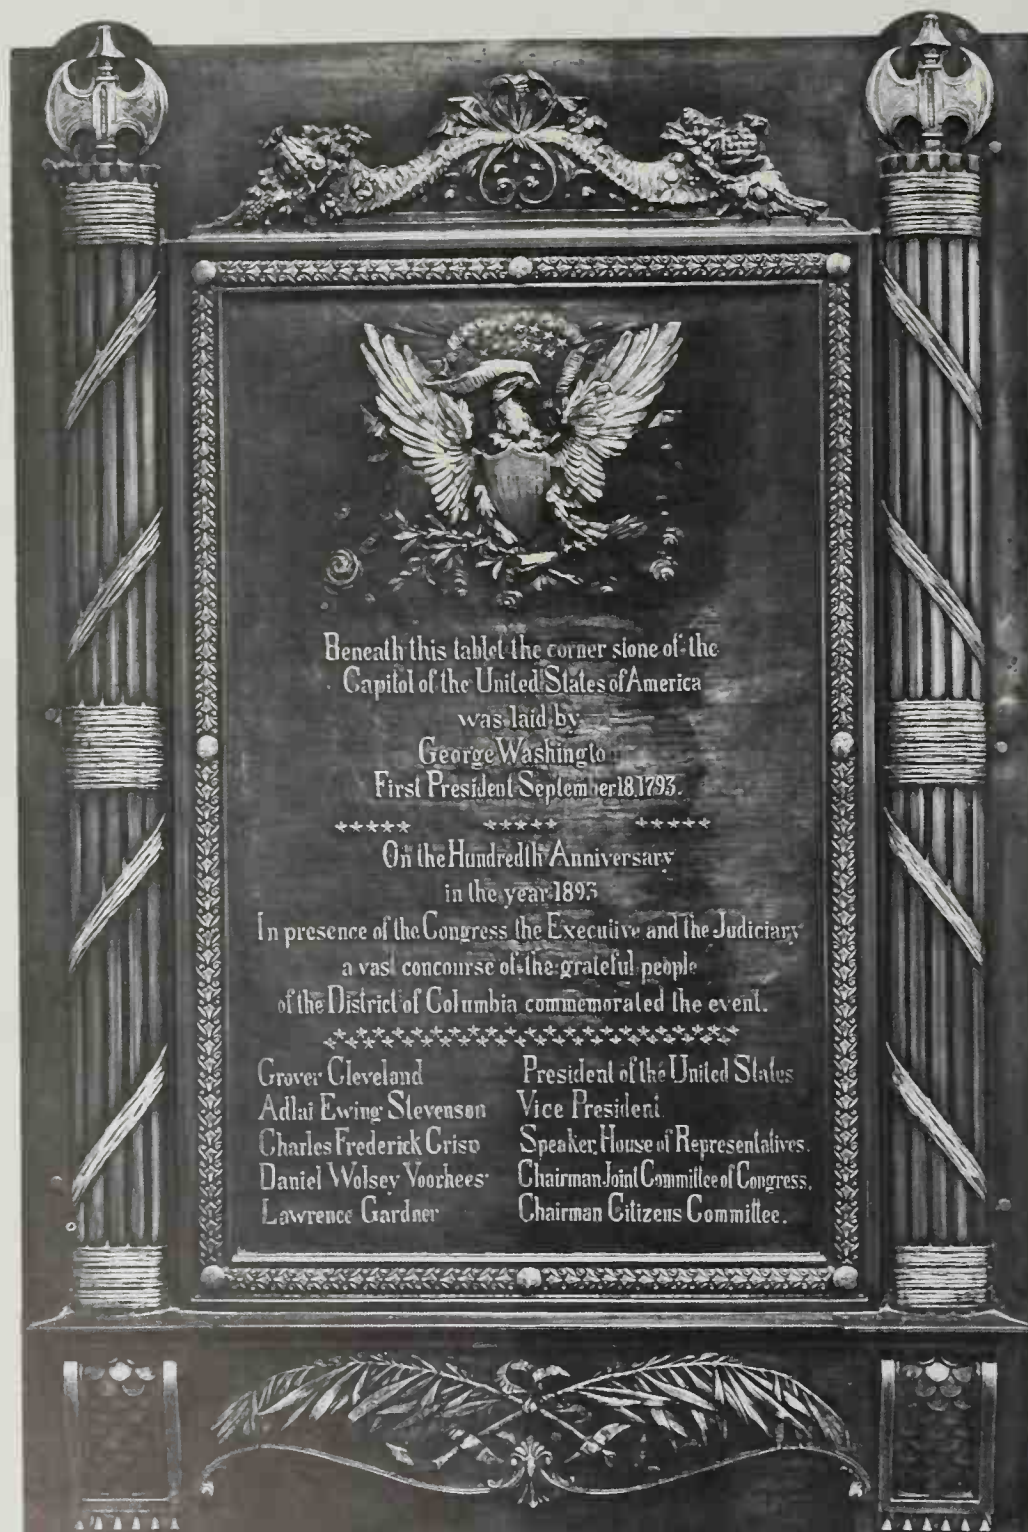 Beneath this tablet the corner stone of the
Capitol of the United States of America
was laid by
George Washingto
First President September 18, 1793.
On the Hundredth Anniversary
in the year 1893
In presence of the Congress the Executive and the Judiciary
a vast concourse of the grateful people
of the District of Columbia commemorated the event.
Grover Cleveland President of the United States
Adlai Ewing Stevenson Vice President.
Charles Frederick Crisp Speaker, House of Representatives.
Daniel Wolsey Voorhees Chairman Joint Committee of Congress.
Lawrence Gardner Chairman Citizens Committee.